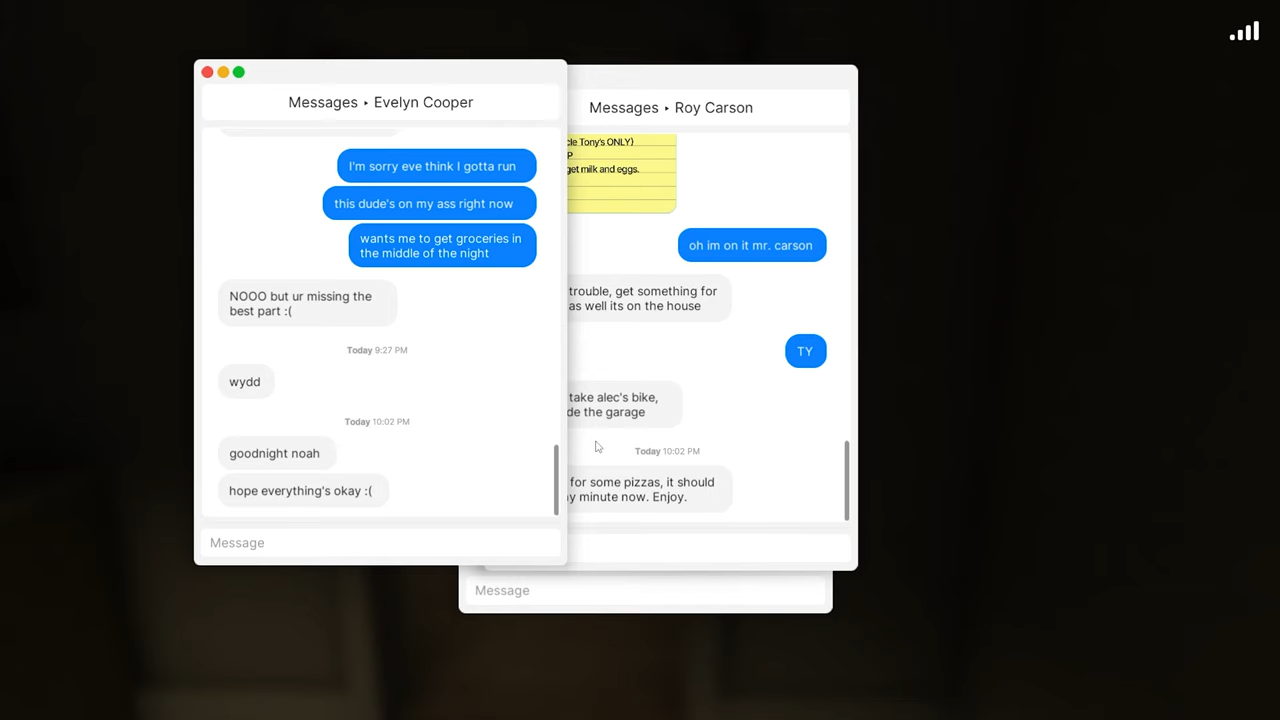 Messages ‣ Evelyn Cooper
I'm sorry eve think I gotta run
this dude's on my ass right now
wants me to get groceries in
the middle of the night
NOOO but ur missing the
best part :(
Today 9:27 PM
wydd
Today 10:02 PM
goodnight noah
hope everything's okay :(
Message
Messages ‣ Roy Carson
Tony's ONLY)
get milk and eggs.
oh im on it mr. carson
trouble, get something for
as well its on the house
TY
take alec's bike,
the garage
Today 10:02 PM
for some pizzas, it should
minute now. Enjoy.
Message